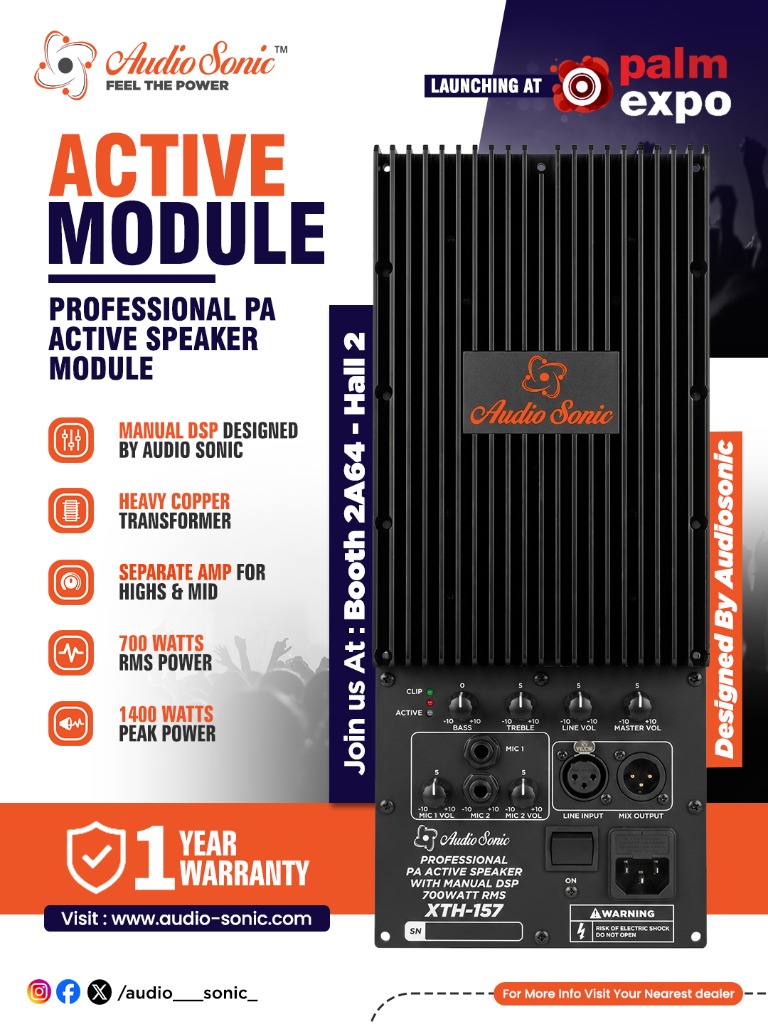 Audio Sonic™
FEEL THE POWER
LAUNCHING AT
palm
expo
ACTIVE
MODULE
PROFESSIONAL PA
ACTIVE SPEAKER
MODULE
MANUAL DSP DESIGNED
BY AUDIO SONIC
HEAVY COPPER
TRANSFORMER
SEPARATE AMP FOR
HIGHS & MID
700 WATTS
RMS POWER
1400 WATTS
PEAK POWER
Join us At : Booth 2A64 - Hall 2
Audio Sonic
Designed By Audiosonic
CLIP
ACTIVE
0
-10 +10
BASS
5
-10 +10
TREBLE
5
-10 -10
LINE VOL
5
-10 +10
MASTER VOL
MIC 1
5
-10 +10
MIC 1 VOL
MIC 2
5
-10 +10
MIC 2 VOL
LINE INPUT
MIX OUTPUT
Audio Sonic
PROFESSIONAL
PA ACTIVE SPEAKER
WITH MANUAL DSP
700WATT RMS
XTH-157
SN
ON
WARNING
RISK OF ELECTRIC SHOCK
DO NOT OPEN
1 YEAR
WARRANTY
Visit : www.audio-sonic.com
/audio___sonic_
For More Info Visit Your Nearest dealer